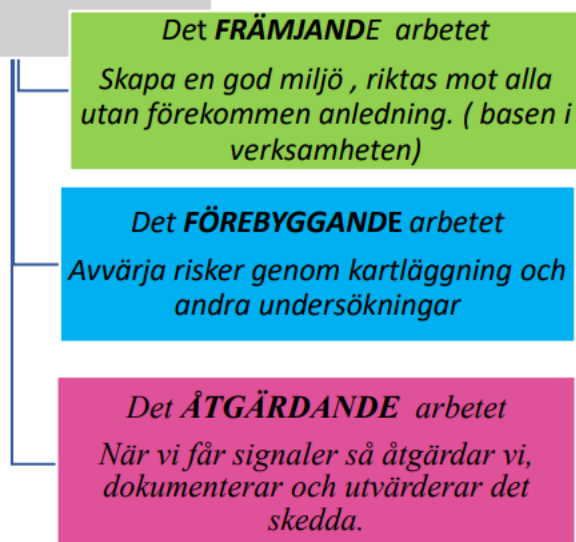 Det FRÄMJANDE arbetet
Skapa en god miljö , riktas mot alla
utan förekommen anledning. ( basen i
verksamheten)
Det FÖREBYGGANDE arbetet
Avvärja risker genom kartläggning och
andra undersökningar
Det ÅTGÄRDANDE arbetet
När vi får signaler så åtgärdar vi,
dokumenterar och utvärderar det
skedda.